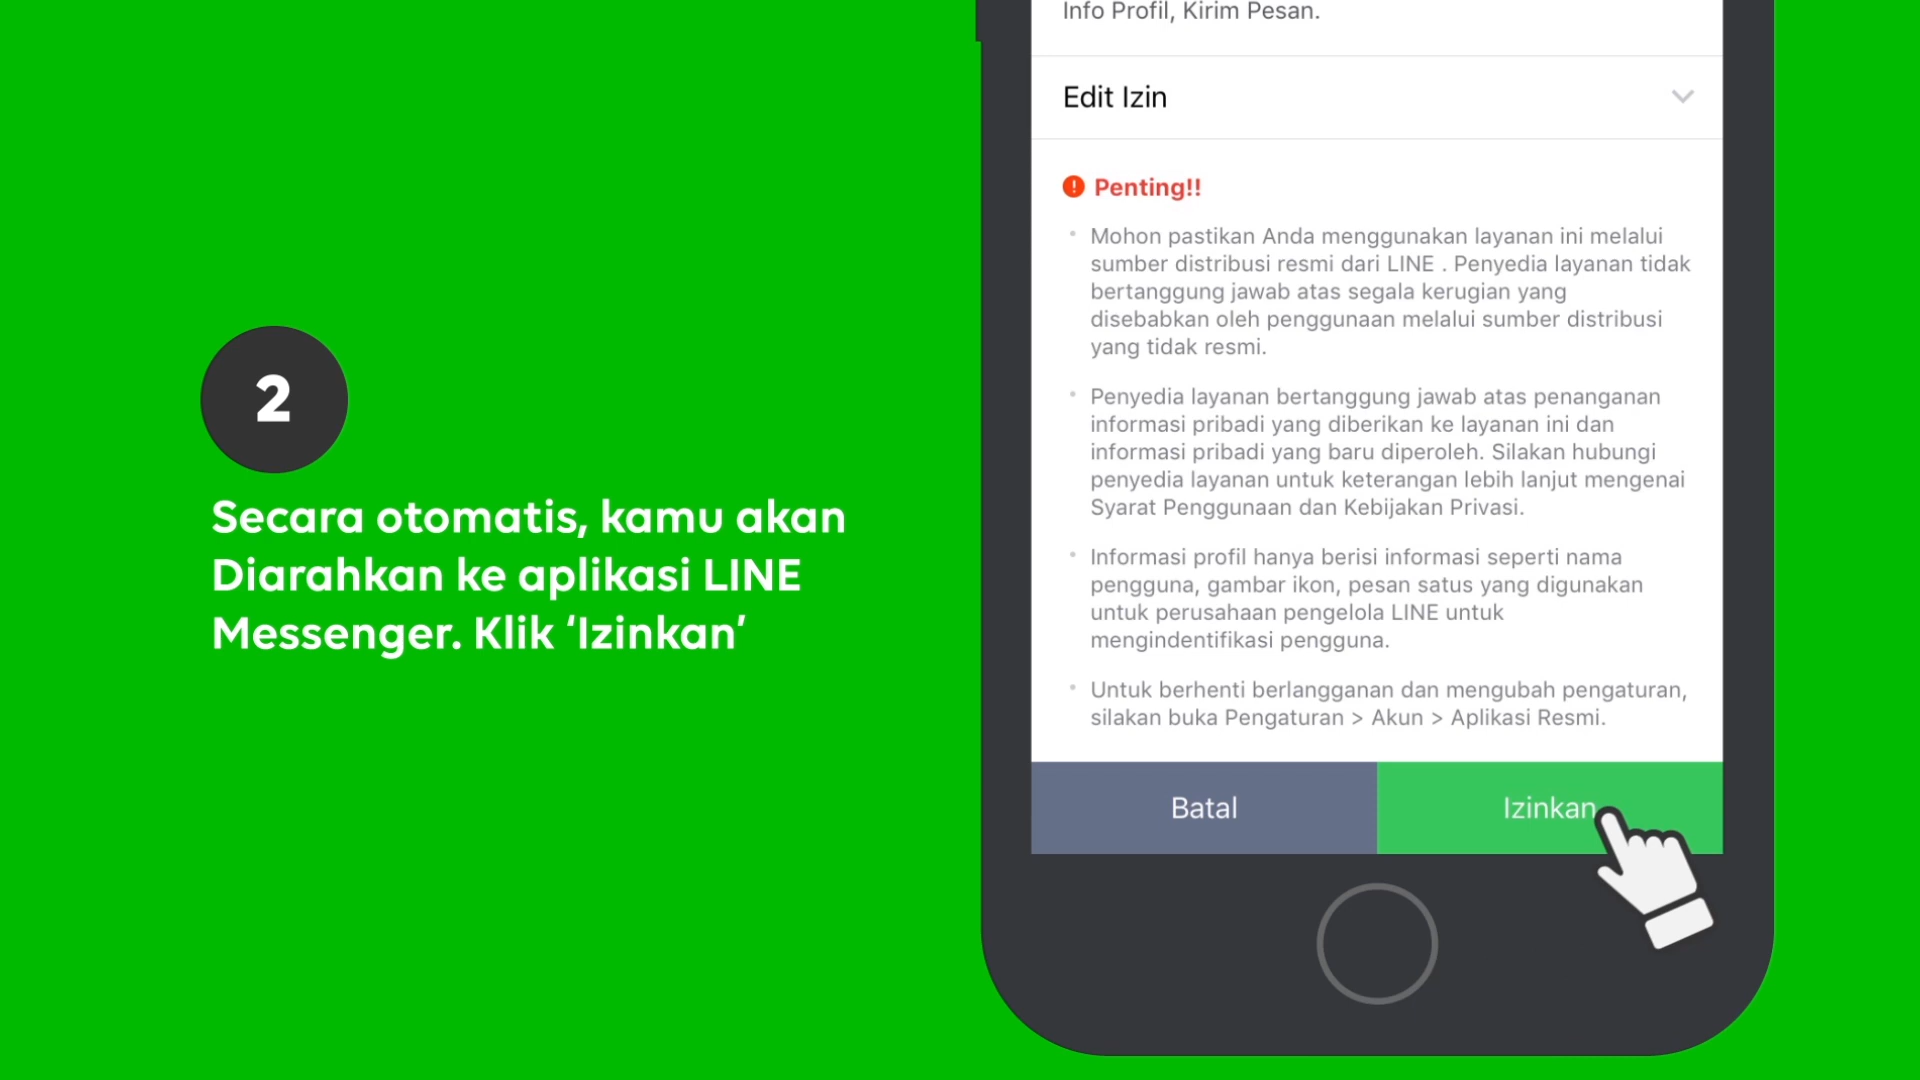 2
Secara otomatis, kamu akan
Diarahkan ke aplikasi LINE
Messenger. Klik ‘Izinkan’
Info Profil, Kirim Pesan.
Edit Izin
Penting!!
Mohon pastikan Anda menggunakan layanan ini melalui
sumber distribusi resmi dari LINE . Penyedia layanan tidak
bertanggung jawab atas segala kerugian yang
disebabkan oleh penggunaan melalui sumber distribusi
yang tidak resmi.
Penyedia layanan bertanggung jawab atas penanganan
informasi pribadi yang diberikan ke layanan ini dan
informasi pribadi yang baru diperoleh. Silakan hubungi
penyedia layanan untuk keterangan lebih lanjut mengenai
Syarat Penggunaan dan Kebijakan Privasi.
Informasi profil hanya berisi informasi seperti nama
pengguna, gambar ikon, pesan satus yang digunakan
untuk perusahaan pengelola LINE untuk
mengindentifikasi pengguna.
Untuk berhenti berlangganan dan mengubah pengaturan,
silakan buka Pengaturan > Akun > Aplikasi Resmi.
Batal
Izinkan